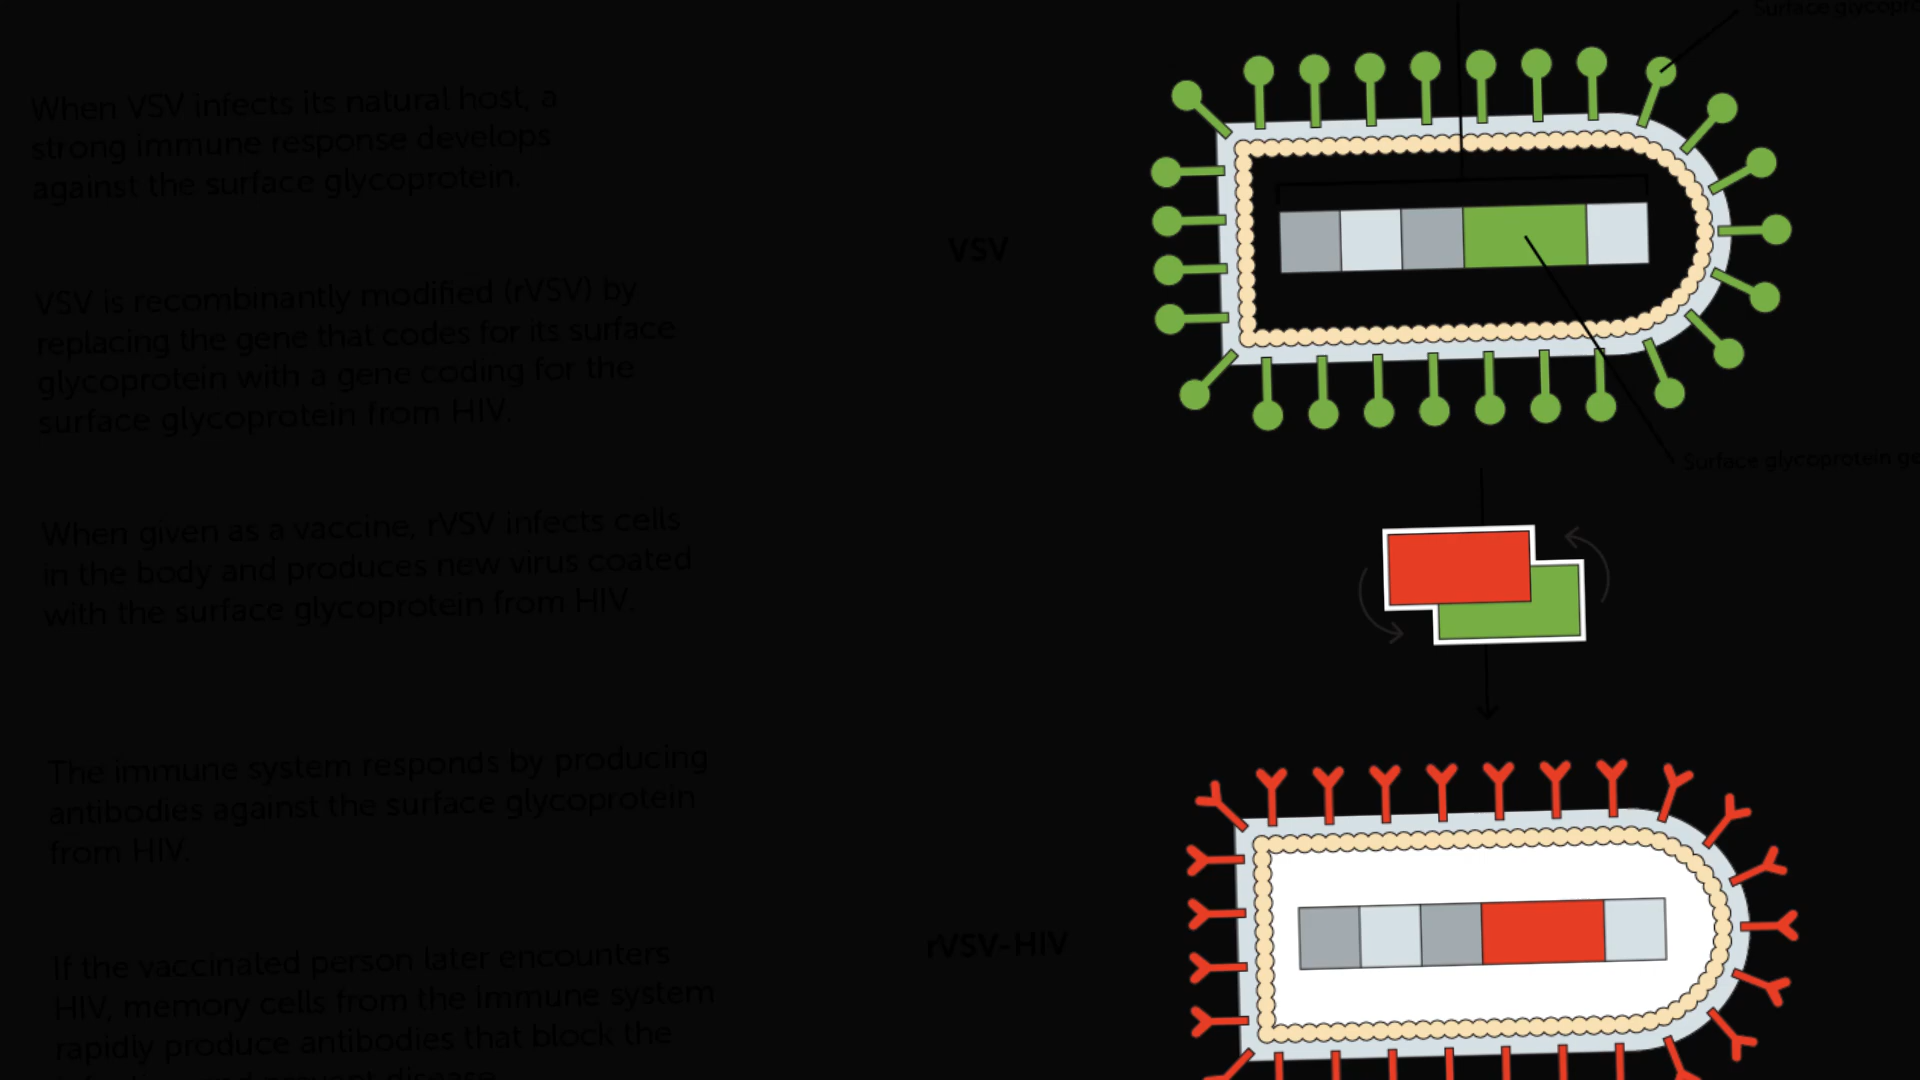 When VSV infects its natural host, a
strong immune response develops
against the surface glycoprotein.
VSV is recombinantly modified (rVSV) by
replacing the gene that codes for its surface
glycoprotein with a gene coding for the
surface glycoprotein from HIV.
When given as a vaccine, rVSV infects cells
in the body and produces new virus coated
with the surface glycoprotein from HIV.
The immune system responds by producing
antibodies against the surface glycoprotein
from HIV.
If the vaccinated person later encounters
HIV, memory cells from the immune system
rapidly produce antibodies that block the
Surface
VSV
Surface glycoprotein
rVSV-HIV